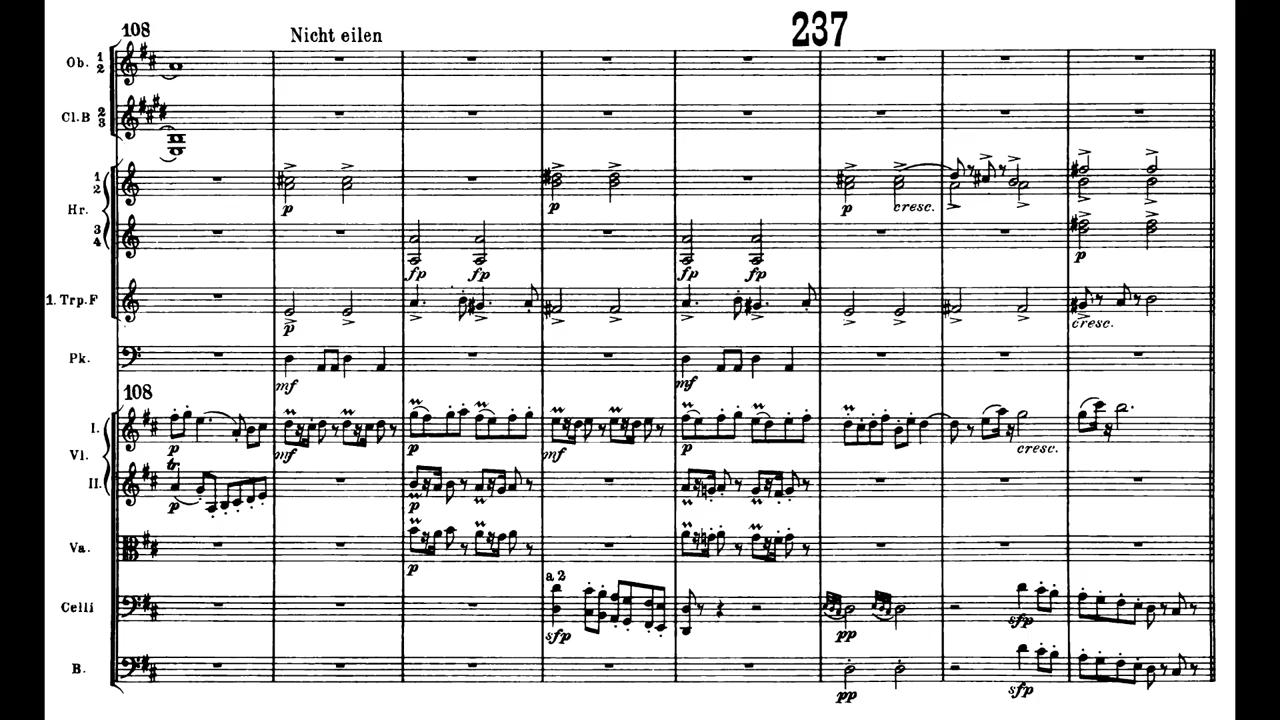 237
108
Nicht eilen
Ob. 1 2
Cl.B 2 3
Hr. 1 2
p p p cresc.
3 4
fp fp fp fp p
1. Trp.F
p cresc.
Pk.
mf mf
108
Vl. I.
p mf p mf p cresc.
tr
II.
p p
Va.
p
a 2
Celli
sfp pp sfp
B.
pp sfp